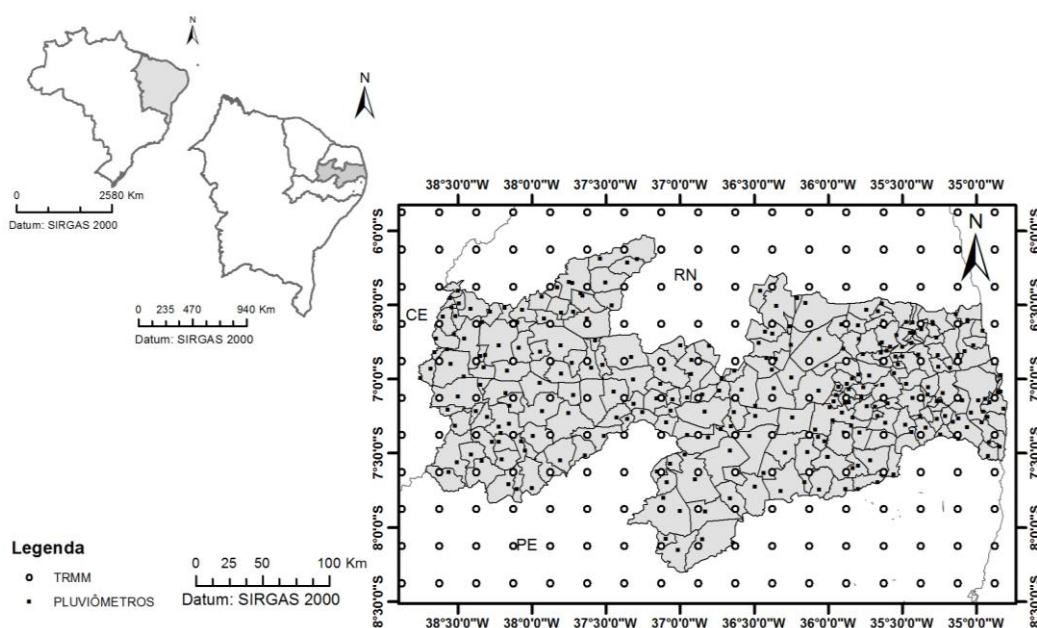 N
0 2580 Km
Datum: SIRGAS 2000
N
0 235 470 940 Km
Datum: SIRGAS 2000
38°30'0"W 38°0'0"W 37°30'0"W 37°0'0"W 36°30'0"W 36°0'0"W 35°30'0"W 35°0'0"W
6°0'0"S
6°30'0"S
7°0'0"S
7°30'0"S
8°0'0"S
8°30'0"S
N
RN
CE
PE
38°30'0"W 38°0'0"W 37°30'0"W 37°0'0"W 36°30'0"W 36°0'0"W 35°30'0"W 35°0'0"W
Legenda
TRMM
PLUVIÔMETROS
0 25 50 100 Km
Datum: SIRGAS 2000